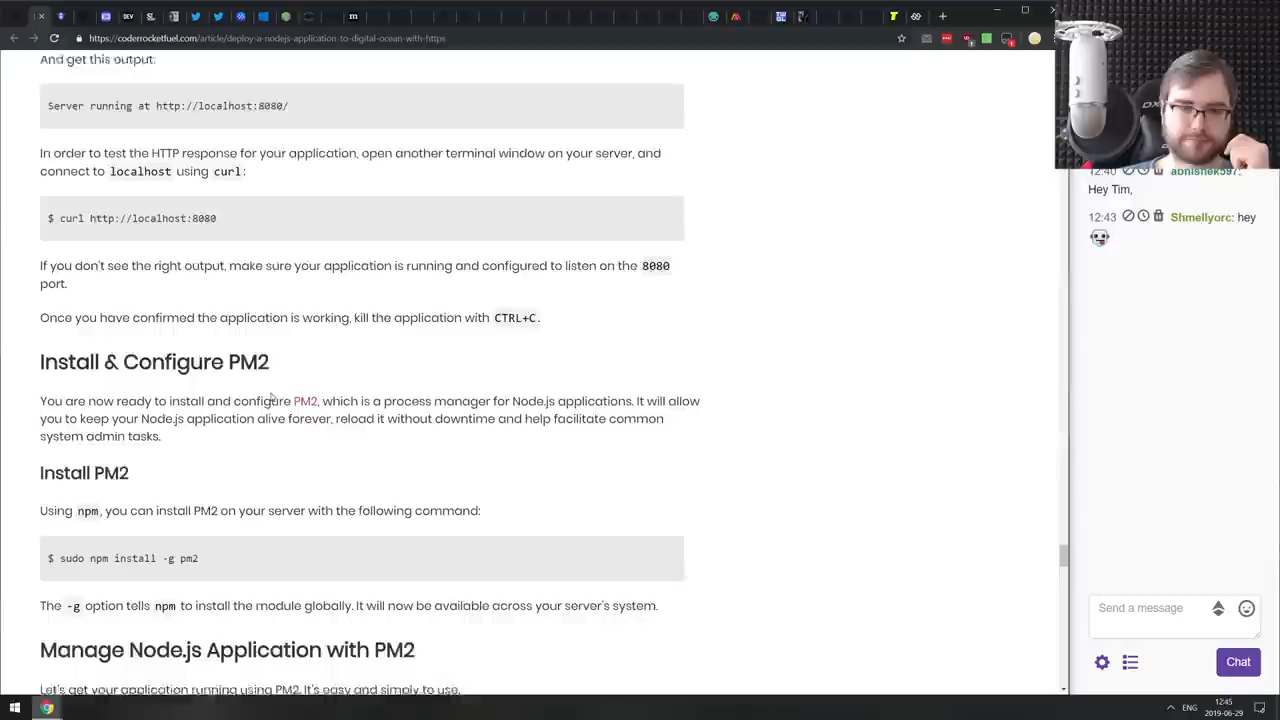 DEV
m
https://coderrocketfuel.com/article/deploy-a-nodejs-application-to-digital-ocean-with-https
And get this output:
Server running at http://localhost:8080/
In order to test the HTTP response for your application, open another terminal window on your server, and
connect to localhost using curl:
$ curl http://localhost:8080
If you don't see the right output, make sure your application is running and configured to listen on the 8080
port.
Once you have confirmed the application is working, kill the application with CTRL+C.
Install & Configure PM2
You are now ready to install and configure PM2, which is a process manager for Node.js applications. It will allow
you to keep your Node.js application alive forever, reload it without downtime and help facilitate common
system admin tasks.
Install PM2
Using npm, you can install PM2 on your server with the following command:
$ sudo npm install -g pm2
The -g option tells npm to install the module globally. It will now be available across your server's system.
Manage Node.js Application with PM2
Let's get your application running using PM2. It's easy and simply to use.
12:40 abhishek597:
Hey Tim,
12:43 Shmellyorc: hey
Send a message
Chat
ENG
12:45
2019-06-29